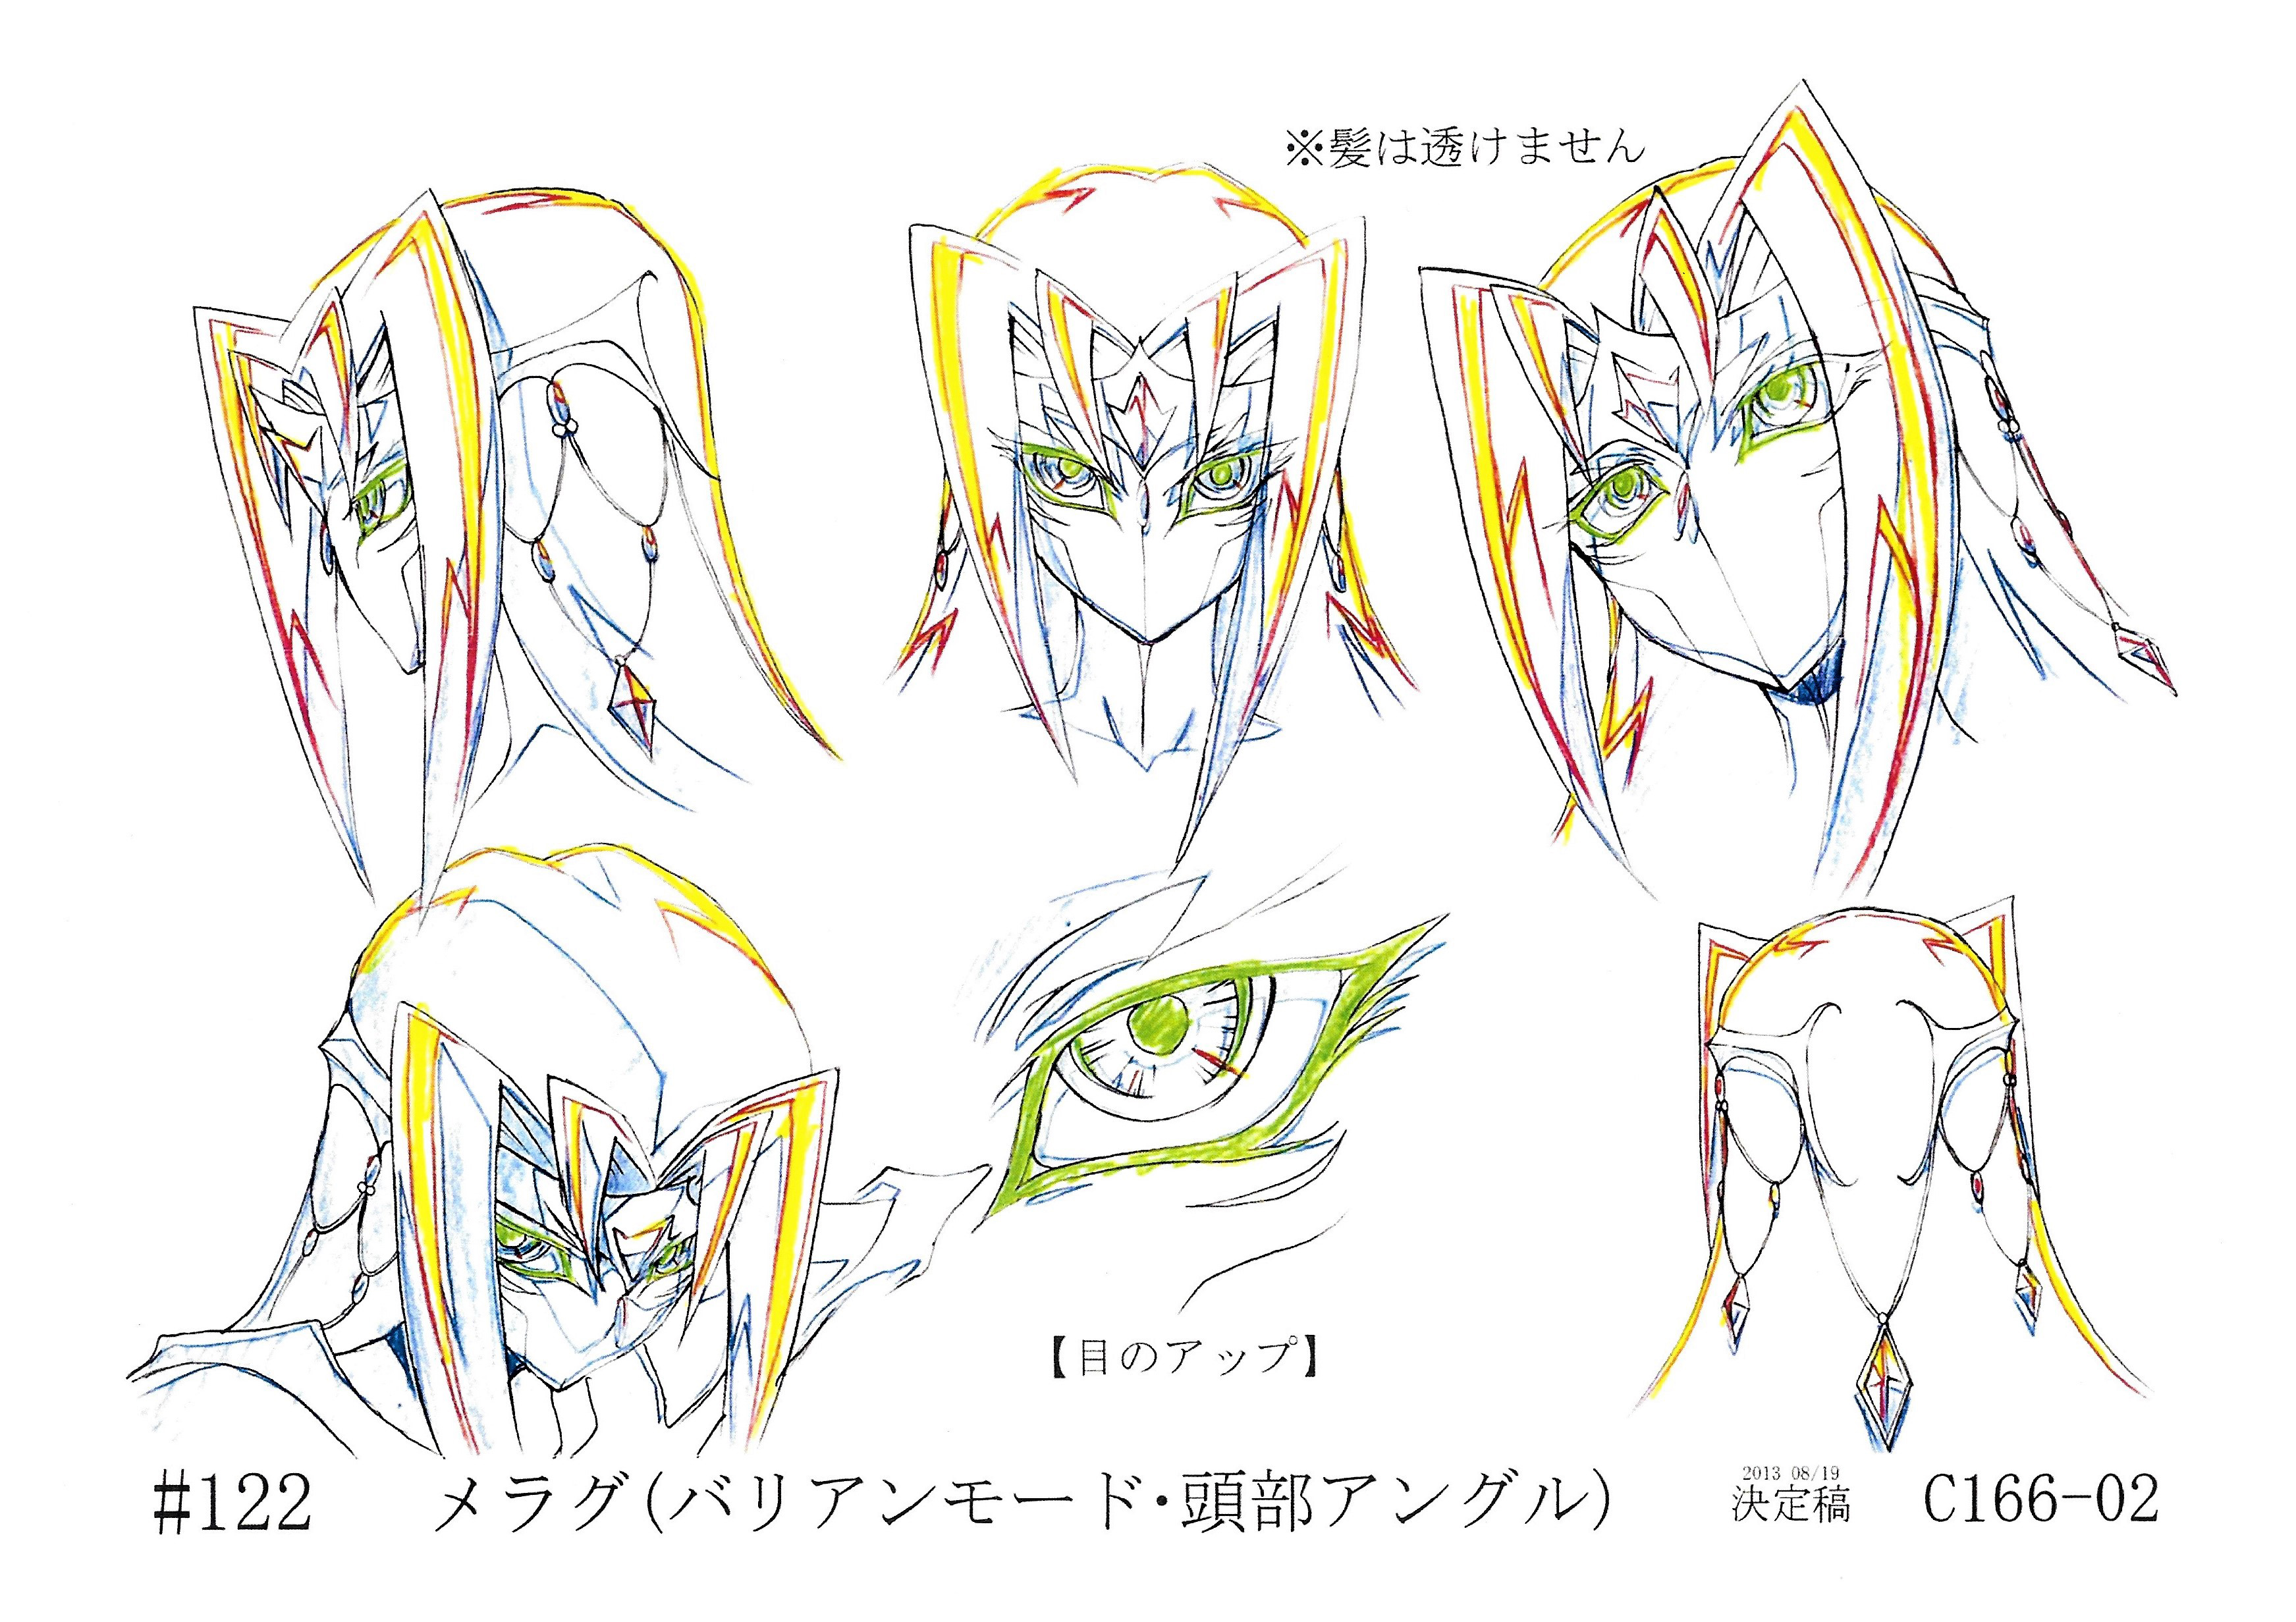 ※髪は透けません
【目のアップ】
#122
メラグ(バリアンモード・頭部アングル)
2013 08/19
決定稿
C166-02